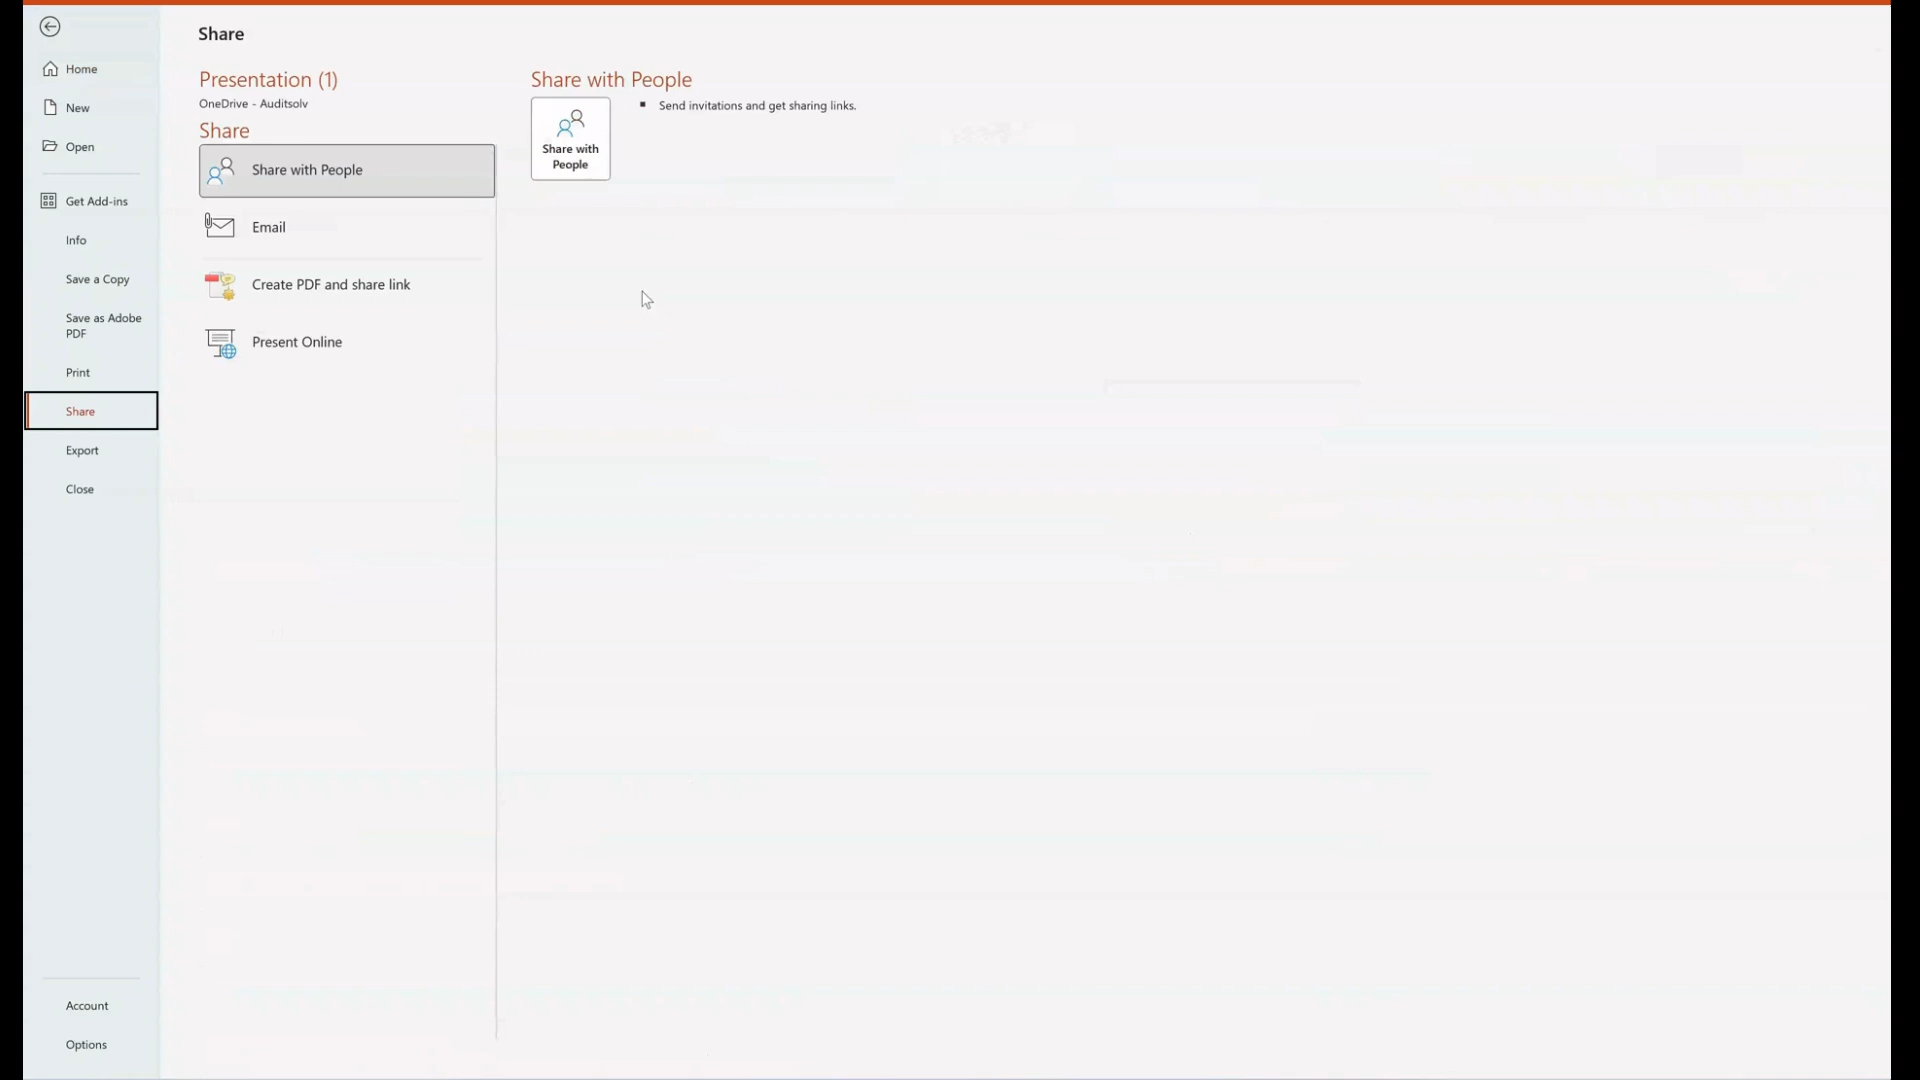 Share
Home
New
Open
Get Add-ins
Info
Save a Copy
Save as Adobe
PDF
Print
Share
Export
Close
Account
Options
Presentation (1)
OneDrive - Auditsolv
Share
Share with People
Email
Create PDF and share link
Present Online
Share with People
Share with
People
Send invitations and get sharing links.